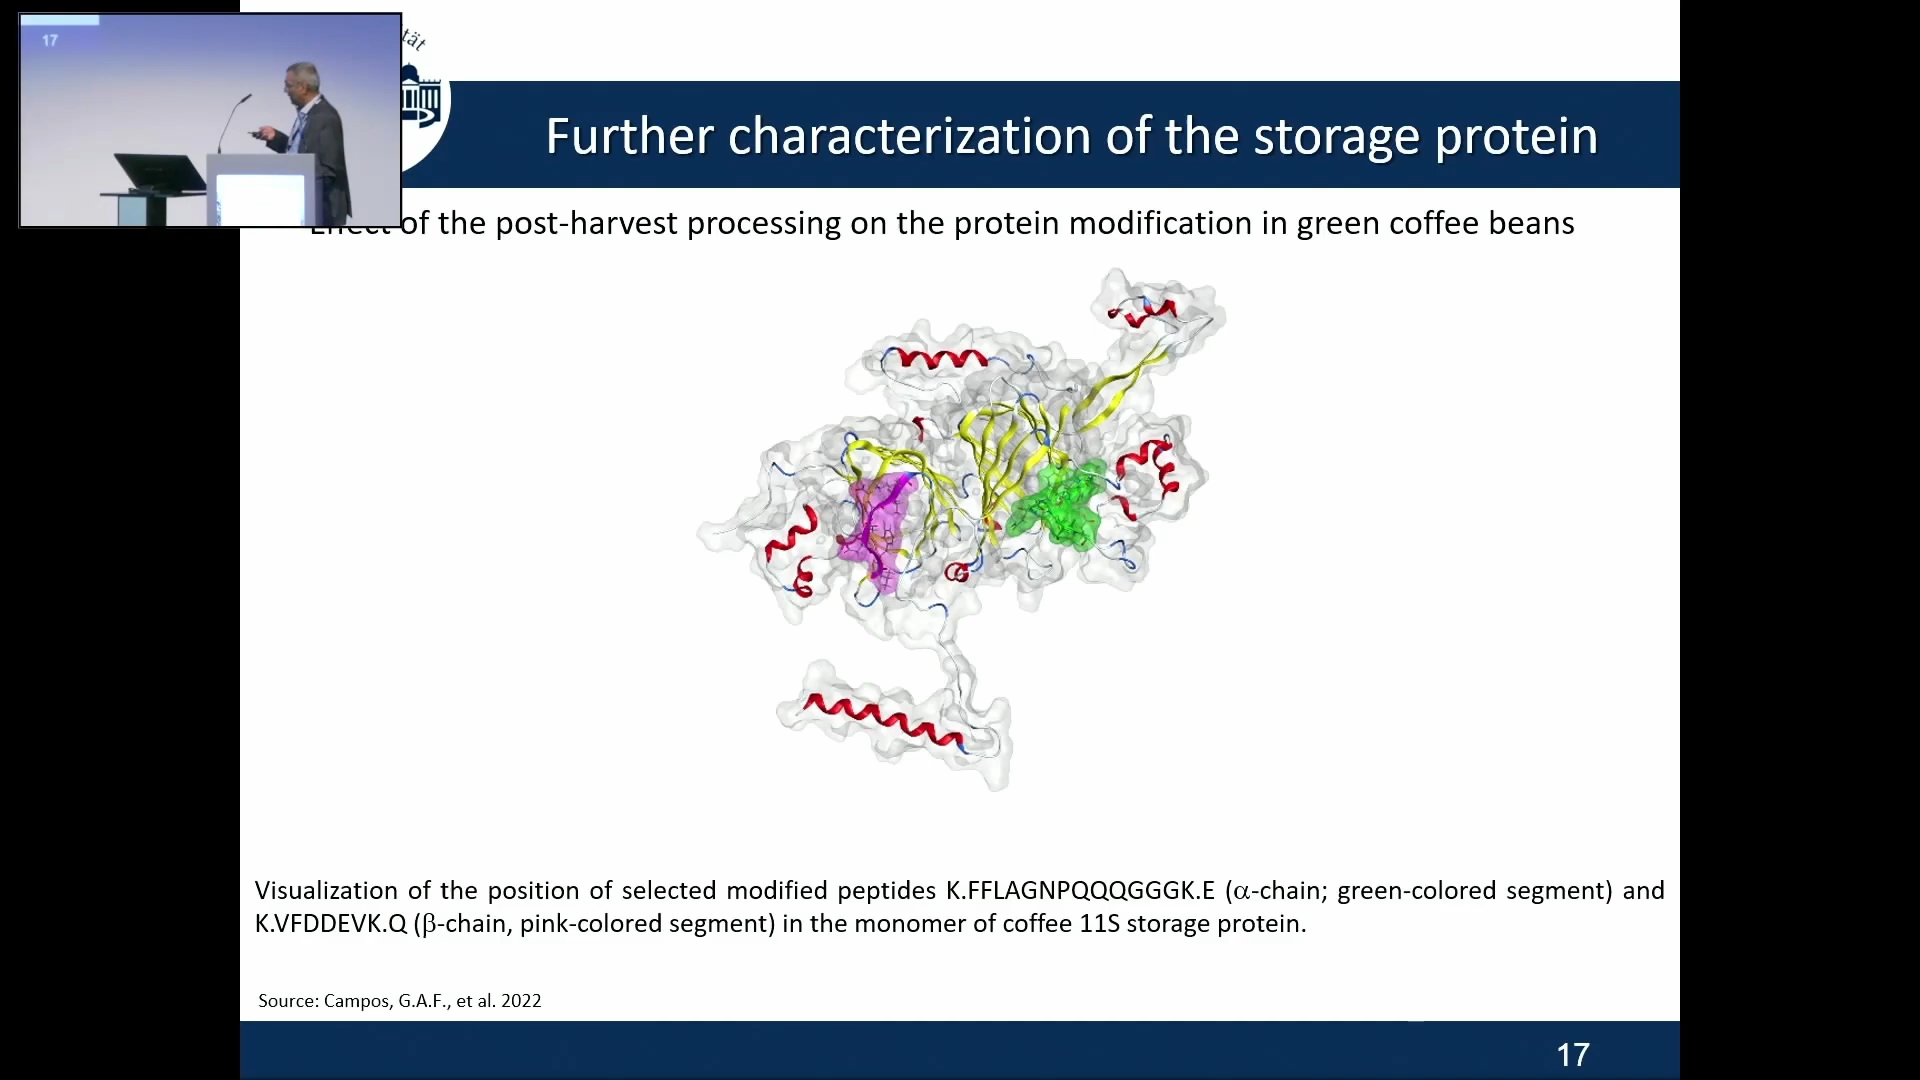 17
tät
Further characterization of the storage protein
Effect of the post-harvest processing on the protein modification in green coffee beans
Visualization of the position of selected modified peptides K.FFLAGNPQQQGGGK.E (α-chain; green-colored segment) and
K.VFDDEVK.Q (β-chain, pink-colored segment) in the monomer of coffee 11S storage protein.
Source: Campos, G.A.F., et al. 2022
17